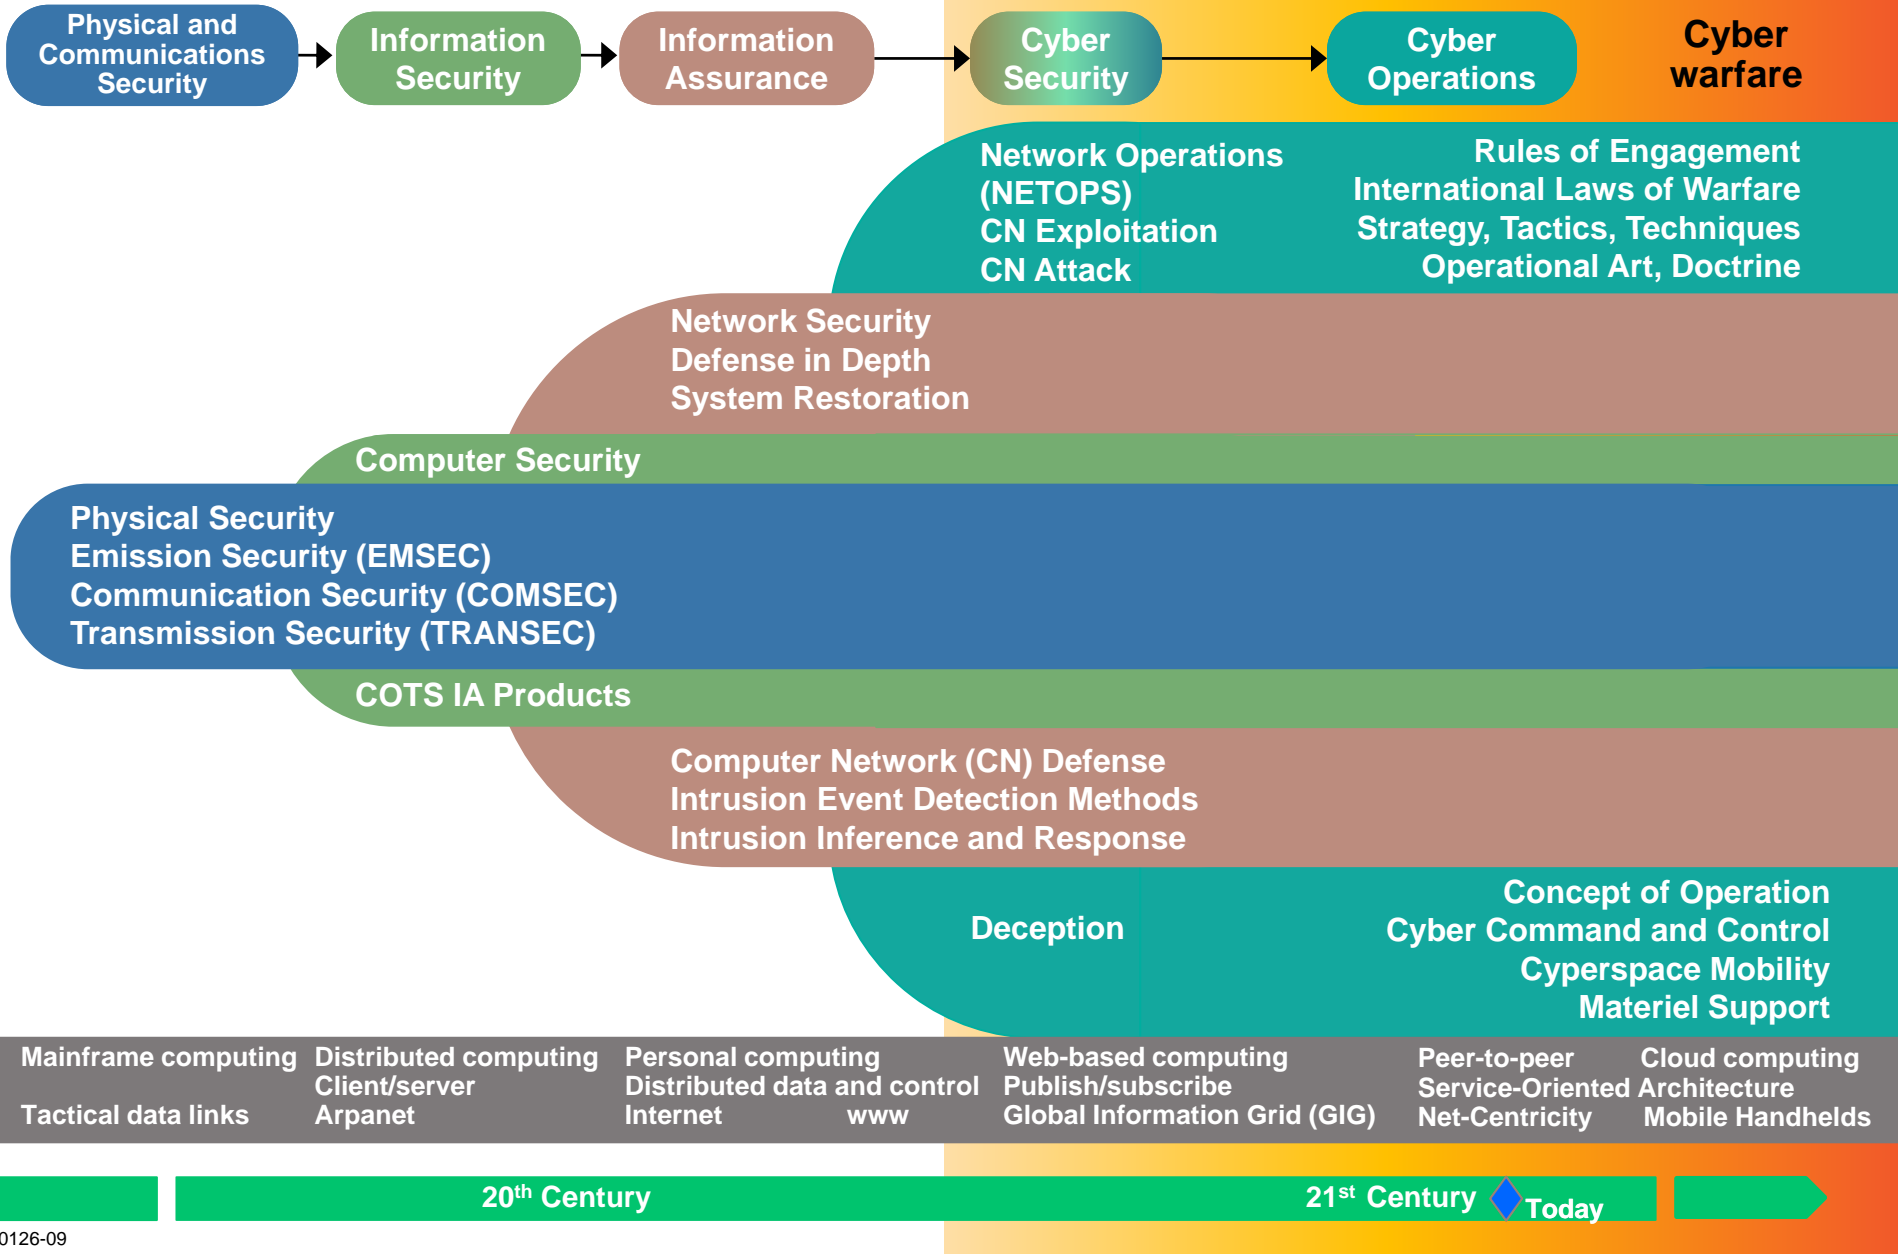 Physical and
Communications
Security
Information
Security
Information
Assurance
Cyber
Security
Cyber
Operations
Cyber
warfare
Network Operations
(NETOPS)
CN Exploitation
CN Attack
Rules of Engagement
International Laws of Warfare
Strategy, Tactics, Techniques
Operational Art, Doctrine
Network Security
Defense in Depth
System Restoration
Computer Security
Physical Security
Emission Security (EMSEC)
Communication Security (COMSEC)
Transmission Security (TRANSEC)
COTS IA Products
Computer Network (CN) Defense
Intrusion Event Detection Methods
Intrusion Inference and Response
Deception
Concept of Operation
Cyber Command and Control
Cyperspace Mobility
Materiel Support
Mainframe computing
Tactical data links
Distributed computing
Client/server
Arpanet
Personal computing
Distributed data and control
Internet www
Web-based computing
Publish/subscribe
Global Information Grid (GIG)
Peer-to-peer Cloud computing
Service-Oriented Architecture
Net-Centricity Mobile Handhelds
20th Century
21st Century
Today
0126-09